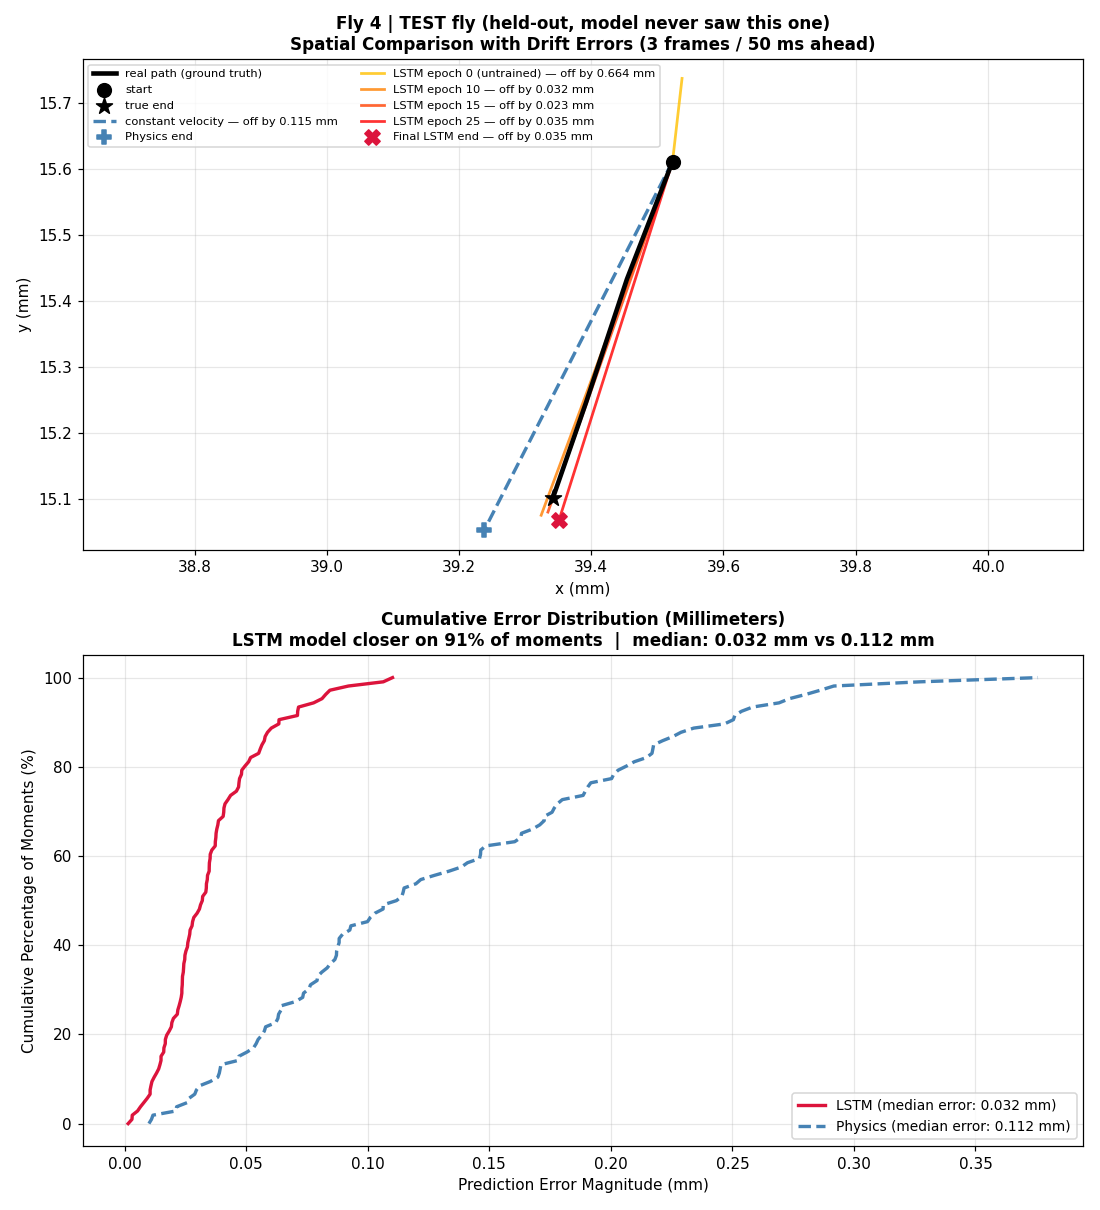 Fly 4 | TEST fly (held-out, model never saw this one)
Spatial Comparison with Drift Errors (3 frames / 50 ms ahead)
real path (ground truth)
start
true end
constant velocity — off by 0.115 mm
Physics end
LSTM epoch 0 (untrained) — off by 0.664 mm
LSTM epoch 10 — off by 0.032 mm
LSTM epoch 15 — off by 0.023 mm
LSTM epoch 25 — off by 0.035 mm
Final LSTM end — off by 0.035 mm
y (mm)
15.7
15.6
15.5
15.4
15.3
15.2
15.1
38.8 39.0 39.2 39.4 39.6 39.8 40.0
x (mm)
Cumulative Error Distribution (Millimeters)
LSTM model closer on 91% of moments | median: 0.032 mm vs 0.112 mm
Cumulative Percentage of Moments (%)
100
80
60
40
20
0
LSTM (median error: 0.032 mm)
Physics (median error: 0.112 mm)
0.00 0.05 0.10 0.15 0.20 0.25 0.30 0.35
Prediction Error Magnitude (mm)